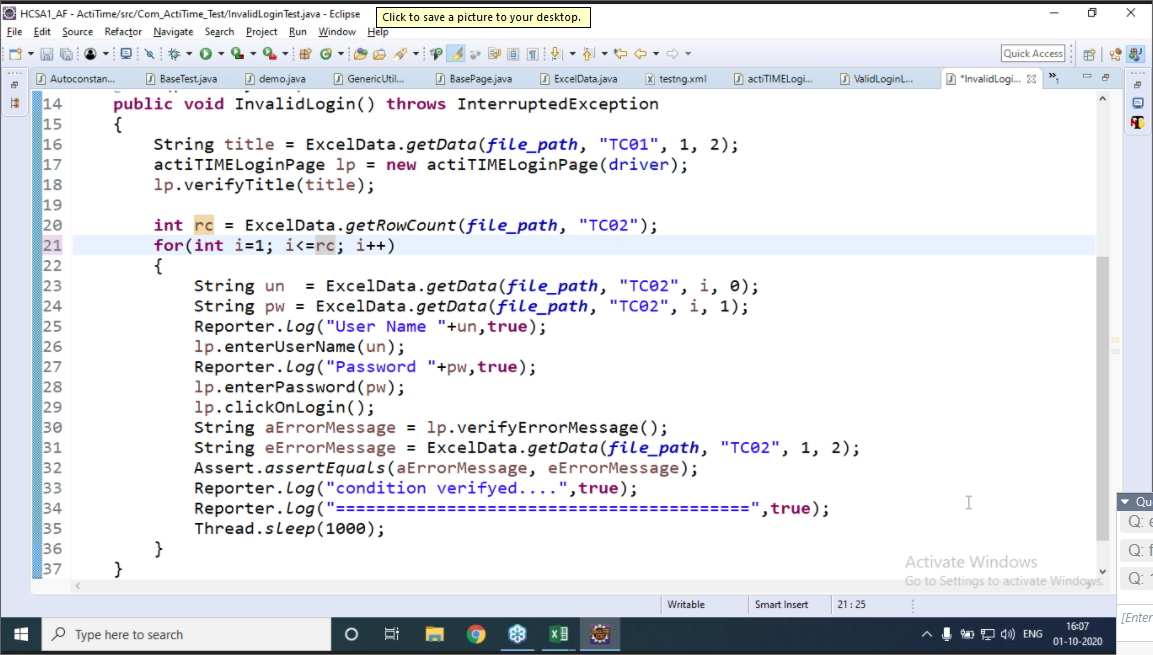 HCSA1_AF - ActiTime/src/Com_ActiTime_Test/InvalidLoginTest.java - Eclipse
Click to save a picture to your desktop.
File Edit Source Refactor Navigate Search Project Run Window Help
Quick Access
Autoconstan... BaseTest.java demo.java GenericUtil... BasePage.java ExcelData.java testng.xml actiTIMELogi... ValidLoginL... *InvalidLogi... »1
14 public void InvalidLogin() throws InterruptedException
15 {
16 String title = ExcelData.getData(file_path, "TC01", 1, 2);
17 actiTIMELoginPage lp = new actiTIMELoginPage(driver);
18 lp.verifyTitle(title);
19
20 int rc = ExcelData.getRowCount(file_path, "TC02");
21 for(int i=1; i<=rc; i++)
22 {
23 String un  = ExcelData.getData(file_path, "TC02", i, 0);
24 String pw = ExcelData.getData(file_path, "TC02", i, 1);
25 Reporter.log("User Name "+un,true);
26 lp.enterUserName(un);
27 Reporter.log("Password "+pw,true);
28 lp.enterPassword(pw);
29 lp.clickOnLogin();
30 String aErrorMessage = lp.verifyErrorMessage();
31 String eErrorMessage = ExcelData.getData(file_path, "TC02", 1, 2);
32 Assert.assertEquals(aErrorMessage, eErrorMessage);
33 Reporter.log("condition verifyed....",true);
34 Reporter.log("=========================================",true);
35 Thread.sleep(1000);
36 }
37 }
Qu
Q: e
Q: f
Q:
[Enter
Activate Windows
Go to Settings to activate Windows.
Writable Smart Insert 21 : 25
Type here to search
ENG
16:07
01-10-2020